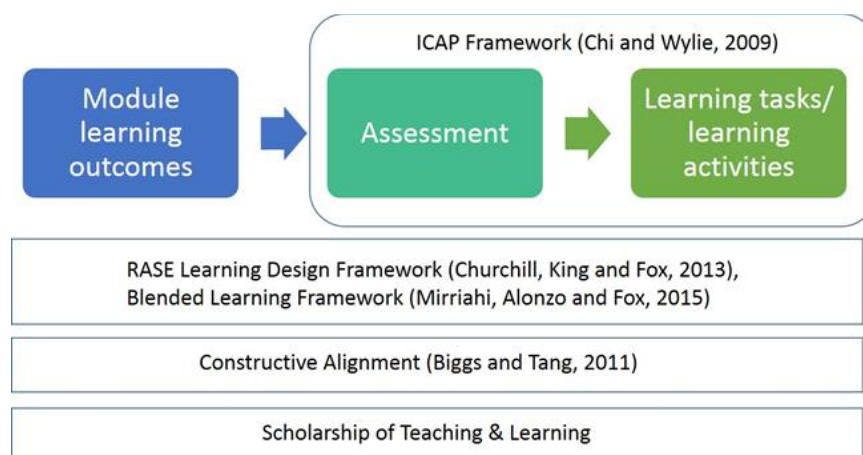 ICAP Framework (Chi and Wylie, 2009)
Module
learning
outcomes
Assessment
Learning tasks/
learning
activities
RASE Learning Design Framework (Churchill, King and Fox, 2013),
Blended Learning Framework (Mirriahi, Alonzo and Fox, 2015)
Constructive Alignment (Biggs and Tang, 2011)
Scholarship of Teaching & Learning